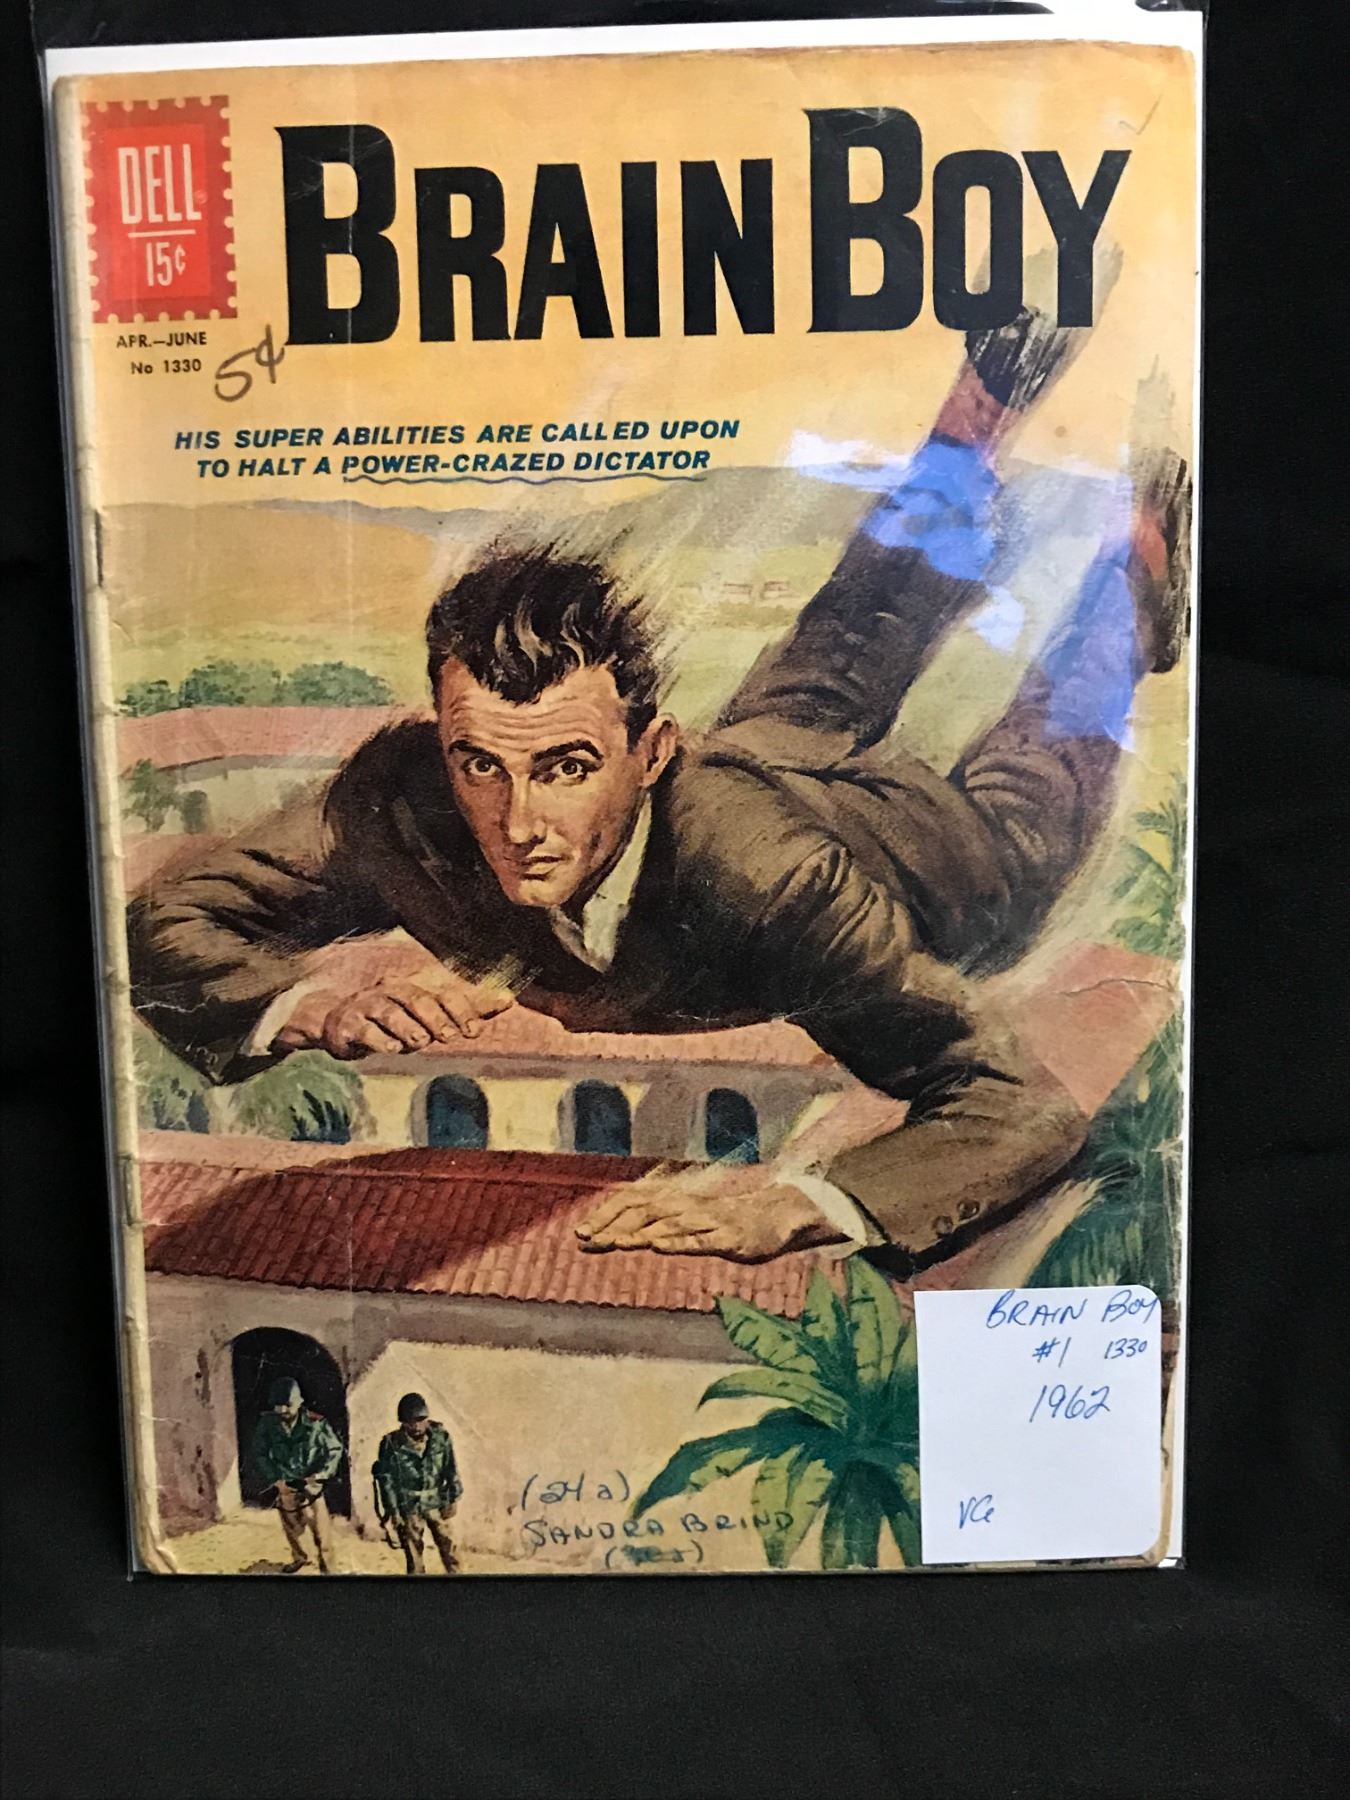 DELL
15¢
APR.—JUNE
No 1330
5¢
BRAIN BOY
HIS SUPER ABILITIES ARE CALLED UPON
TO HALT A POWER-CRAZED DICTATOR
BRAIN BOY
#1 1330
1962
VG
SANDRA BRIND